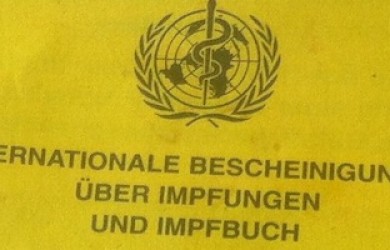 ERNATIONALE BESCHEINIGUN
ÜBER IMPFUNGEN
UND IMPFBUCH